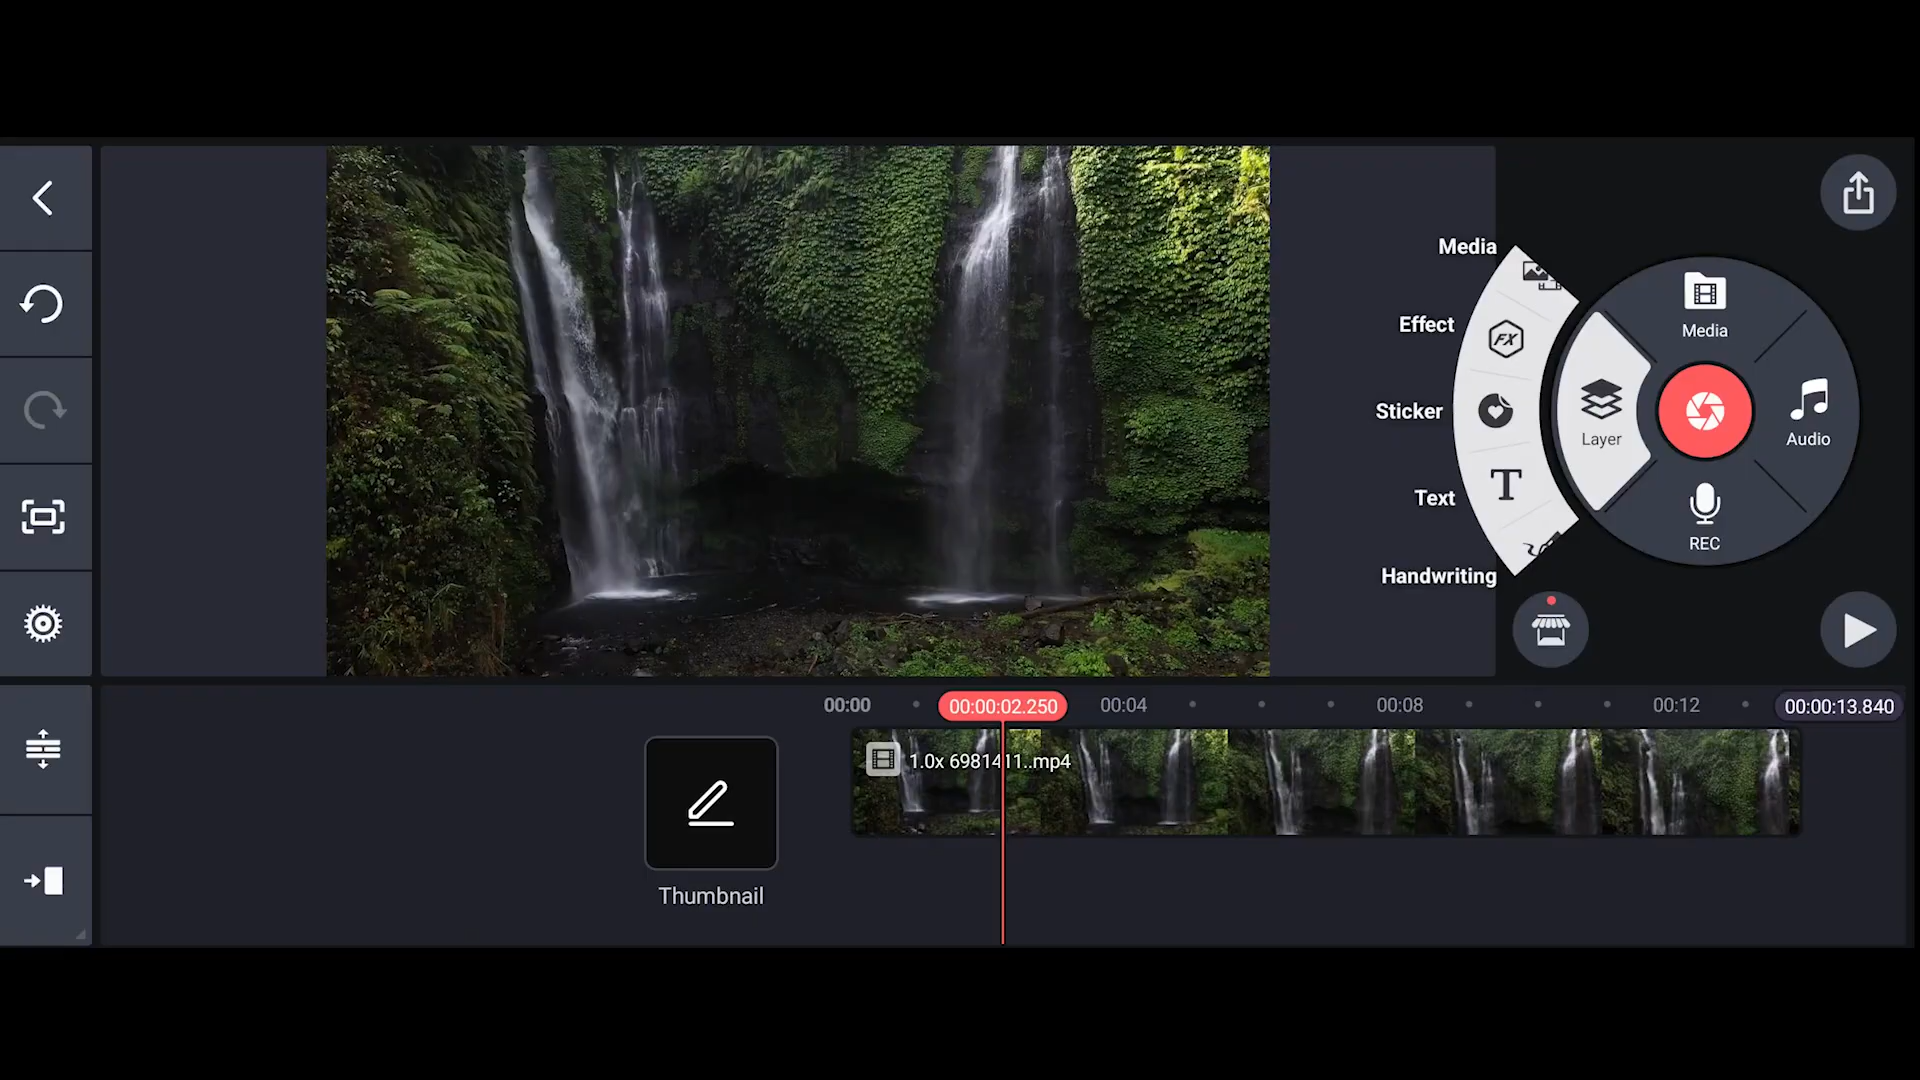 Media
Effect
Sticker
Text
Handwriting
FX
T
Media
Layer
Audio
REC
00:00
00:00:02.250
00:04
00:08
00:12
00:00:13.840
1.0x 6981411..mp4
Thumbnail